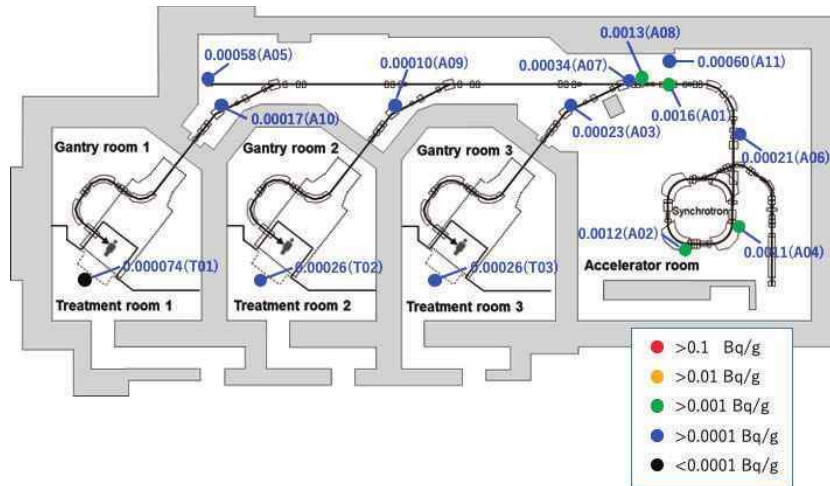 0.0013(A08)
0.00058(A05)
0.00010(A09)
0.00034(A07)
0.00060(A11)
0.00017(A10)
0.00023(A03)
0.0016(A01)
Gantry room 1
Gantry room 2
Gantry room 3
0.00021(A06)
Synchrotron
0.0012(A02)
0.0011(A04)
0.000074(T01)
0.00026(T02)
0.00026(T03)
Accelerator room
Treatment room 1
Treatment room 2
Treatment room 3
>0.1 Bq/g
>0.01 Bq/g
>0.001 Bq/g
>0.0001 Bq/g
<0.0001 Bq/g